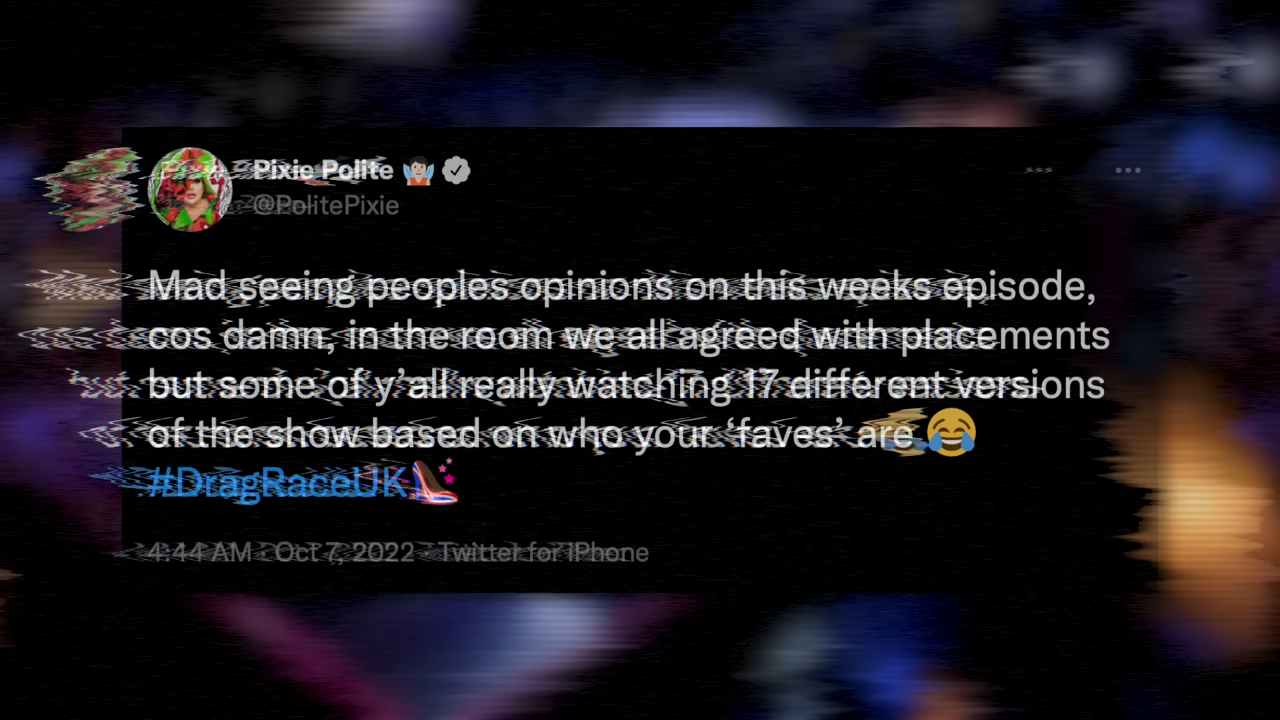 Pixie Polite
@PolitePixie
Mad seeing peoples opinions on this weeks episode,
cos damn, in the room we all agreed with placements
but some of y’all really watching 17 different versions
of the show based on who your ‘faves’ are 😂
#DragRaceUK
4:44 AM · Oct 7, 2022 · Twitter for iPhone